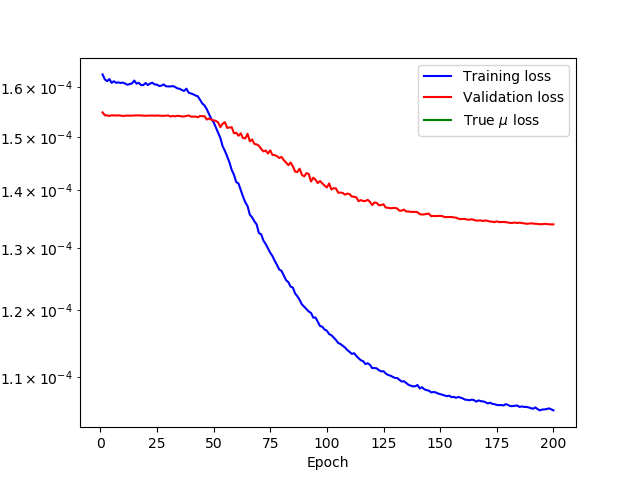 Training loss
Validation loss
True μ loss
1.6 × 10⁻⁴
1.5 × 10⁻⁴
1.4 × 10⁻⁴
1.3 × 10⁻⁴
1.2 × 10⁻⁴
1.1 × 10⁻⁴
0 25 50 75 100 125 150 175 200
Epoch